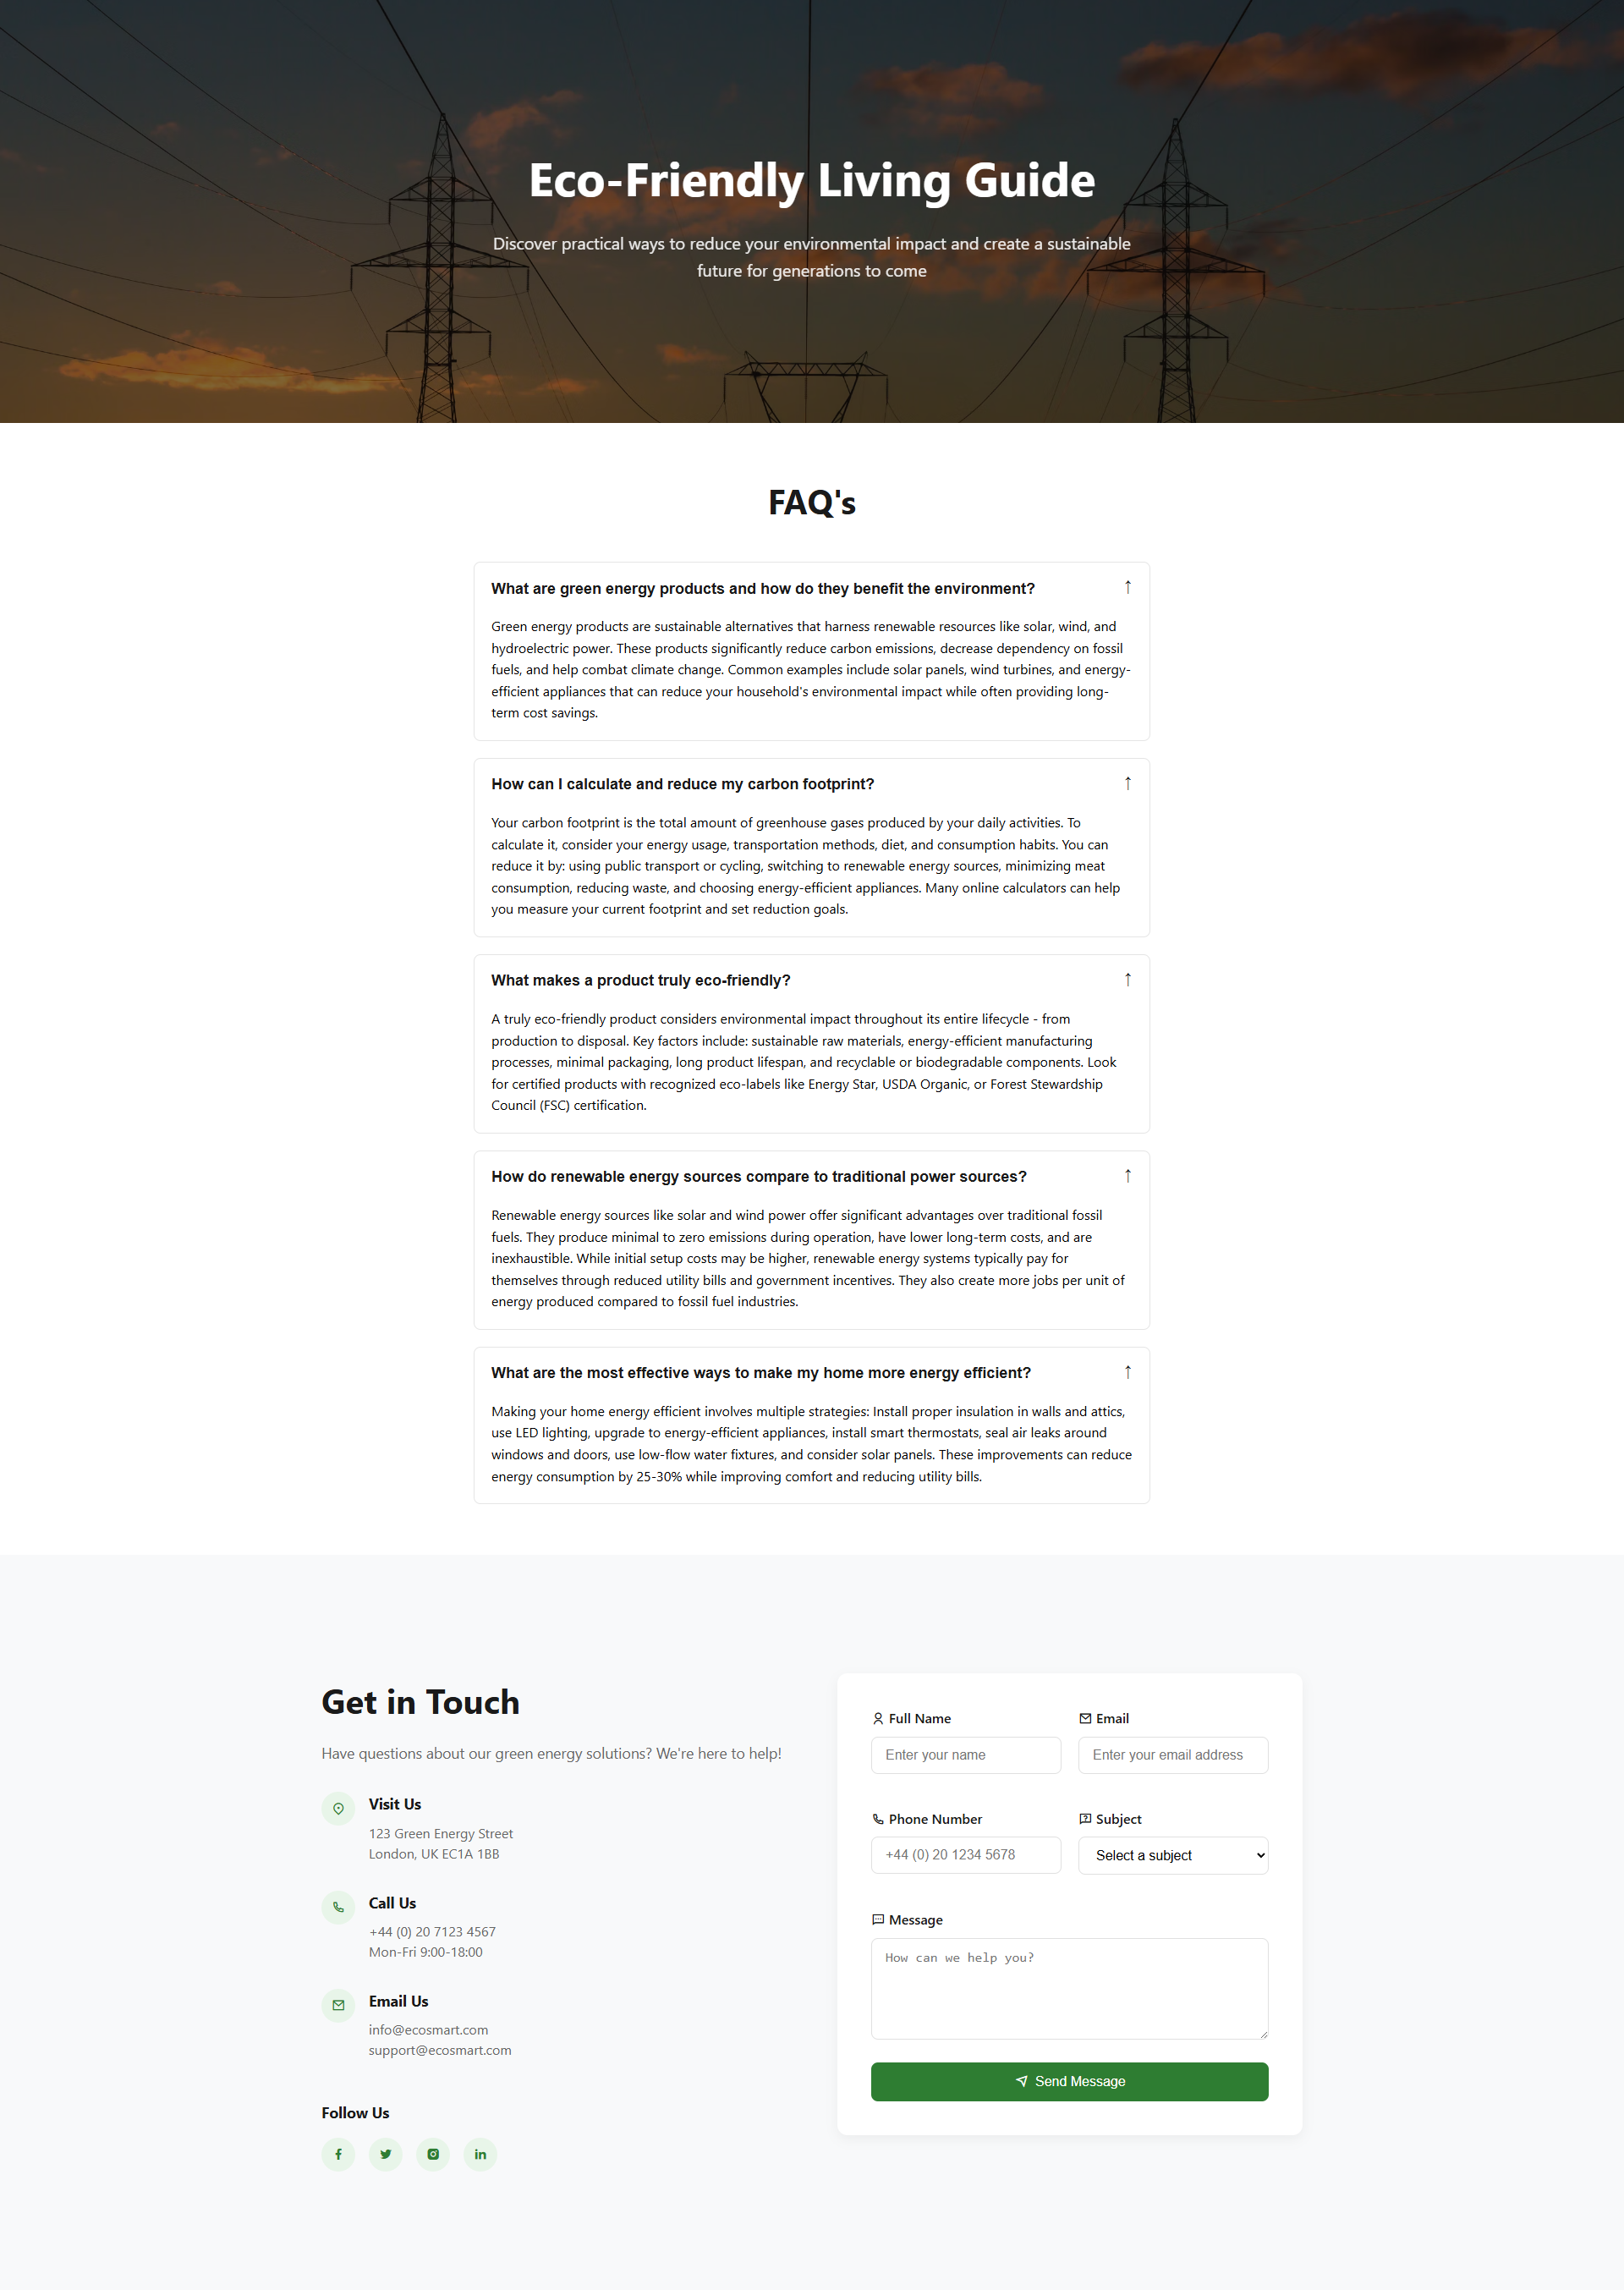 Eco-Friendly Living Guide
Discover practical ways to reduce your environmental impact and create a sustainable
future for generations to come
FAQ's
What are green energy products and how do they benefit the environment?
Green energy products are sustainable alternatives that harness renewable resources like solar, wind, and
hydroelectric power. These products significantly reduce carbon emissions, decrease dependency on fossil
fuels, and help combat climate change. Common examples include solar panels, wind turbines, and energy-
efficient appliances that can reduce your household's environmental impact while often providing long-
term cost savings.
How can I calculate and reduce my carbon footprint?
Your carbon footprint is the total amount of greenhouse gases produced by your daily activities. To
calculate it, consider your energy usage, transportation methods, diet, and consumption habits. You can
reduce it by: using public transport or cycling, switching to renewable energy sources, minimizing meat
consumption, reducing waste, and choosing energy-efficient appliances. Many online calculators can help
you measure your current footprint and set reduction goals.
What makes a product truly eco-friendly?
A truly eco-friendly product considers environmental impact throughout its entire lifecycle - from
production to disposal. Key factors include: sustainable raw materials, energy-efficient manufacturing
processes, minimal packaging, long product lifespan, and recyclable or biodegradable components. Look
for certified products with recognized eco-labels like Energy Star, USDA Organic, or Forest Stewardship
Council (FSC) certification.
How do renewable energy sources compare to traditional power sources?
Renewable energy sources like solar and wind power offer significant advantages over traditional fossil
fuels. They produce minimal to zero emissions during operation, have lower long-term costs, and are
inexhaustible. While initial setup costs may be higher, renewable energy systems typically pay for
themselves through reduced utility bills and government incentives. They also create more jobs per unit of
energy produced compared to fossil fuel industries.
What are the most effective ways to make my home more energy efficient?
Making your home energy efficient involves multiple strategies: Install proper insulation in walls and attics,
use LED lighting, upgrade to energy-efficient appliances, install smart thermostats, seal air leaks around
windows and doors, use low-flow water fixtures, and consider solar panels. These improvements can reduce
energy consumption by 25-30% while improving comfort and reducing utility bills.
Get in Touch
Have questions about our green energy solutions? We're here to help!
Visit Us
123 Green Energy Street
London, UK EC1A 1BB
Call Us
+44 (0) 20 7123 4567
Mon-Fri 9:00-18:00
Email Us
info@ecosmart.com
support@ecosmart.com
Follow Us
Full Name
Enter your name
Email
Enter your email address
Phone Number
+44 (0) 20 1234 5678
Subject
Select a subject
Message
How can we help you?
Send Message